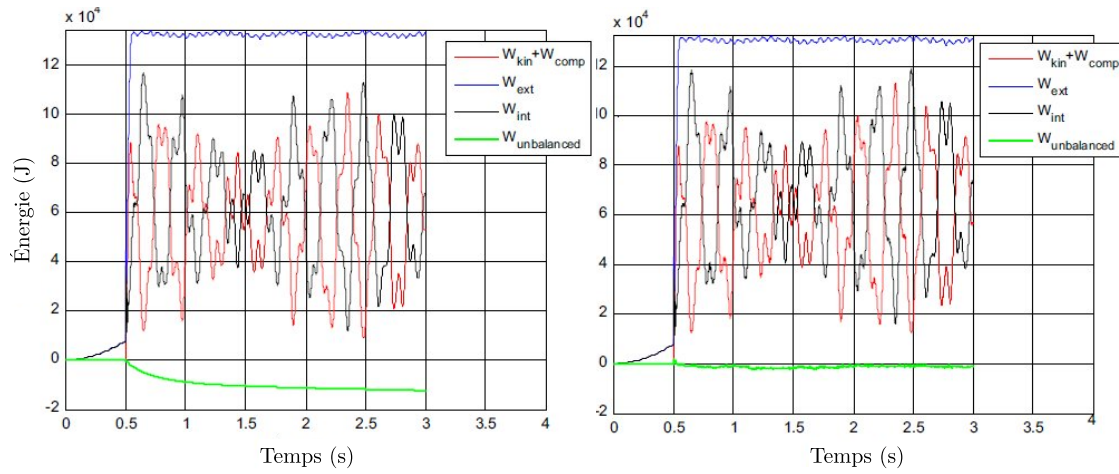 x 10^4
12
10
8
6
4
2
0
-2
0 0.5 1 1.5 2 2.5 3 3.5 4
Énergie (J)
Temps (s)
W_kin+W_comp
W_ext
W_int
W_unbalanced
x 10^4
12
10
8
6
4
2
0
-2
0 0.5 1 1.5 2 2.5 3 3.5 4
Temps (s)
W_kin+W_comp
W_ext
W_int
W_unbalanced